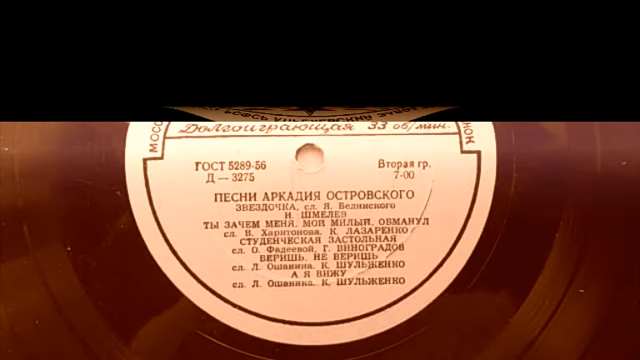 Долгоиграющая 33 об/мин.
МОСС
ГОСТ 5289-56
Д — 3275
Вторая гр.
7-00
ПЕСНИ АРКАДИЯ ОСТРОВСКОГО
ЗВЕЗДОЧКА, сл. Я. Белинского
И. ШМЕЛЕВ
ТЫ ЗАЧЕМ МЕНЯ, МОЙ МИЛЫЙ, ОБМАНУЛ
сл. В. Харитонова. К. ЛАЗАРЕНКО
СТУДЕНЧЕСКАЯ ЗАСТОЛЬНАЯ
сл. О. Фадеевой, Г. ВИНОГРАДОВ
ВЕРИШЬ, НЕ ВЕРИШЬ
сл. Л. Ошанина. К. ШУЛЬЖЕНКО
А Я ВИЖУ
сл. Л. Ошанина. К. ШУЛЬЖЕНКО